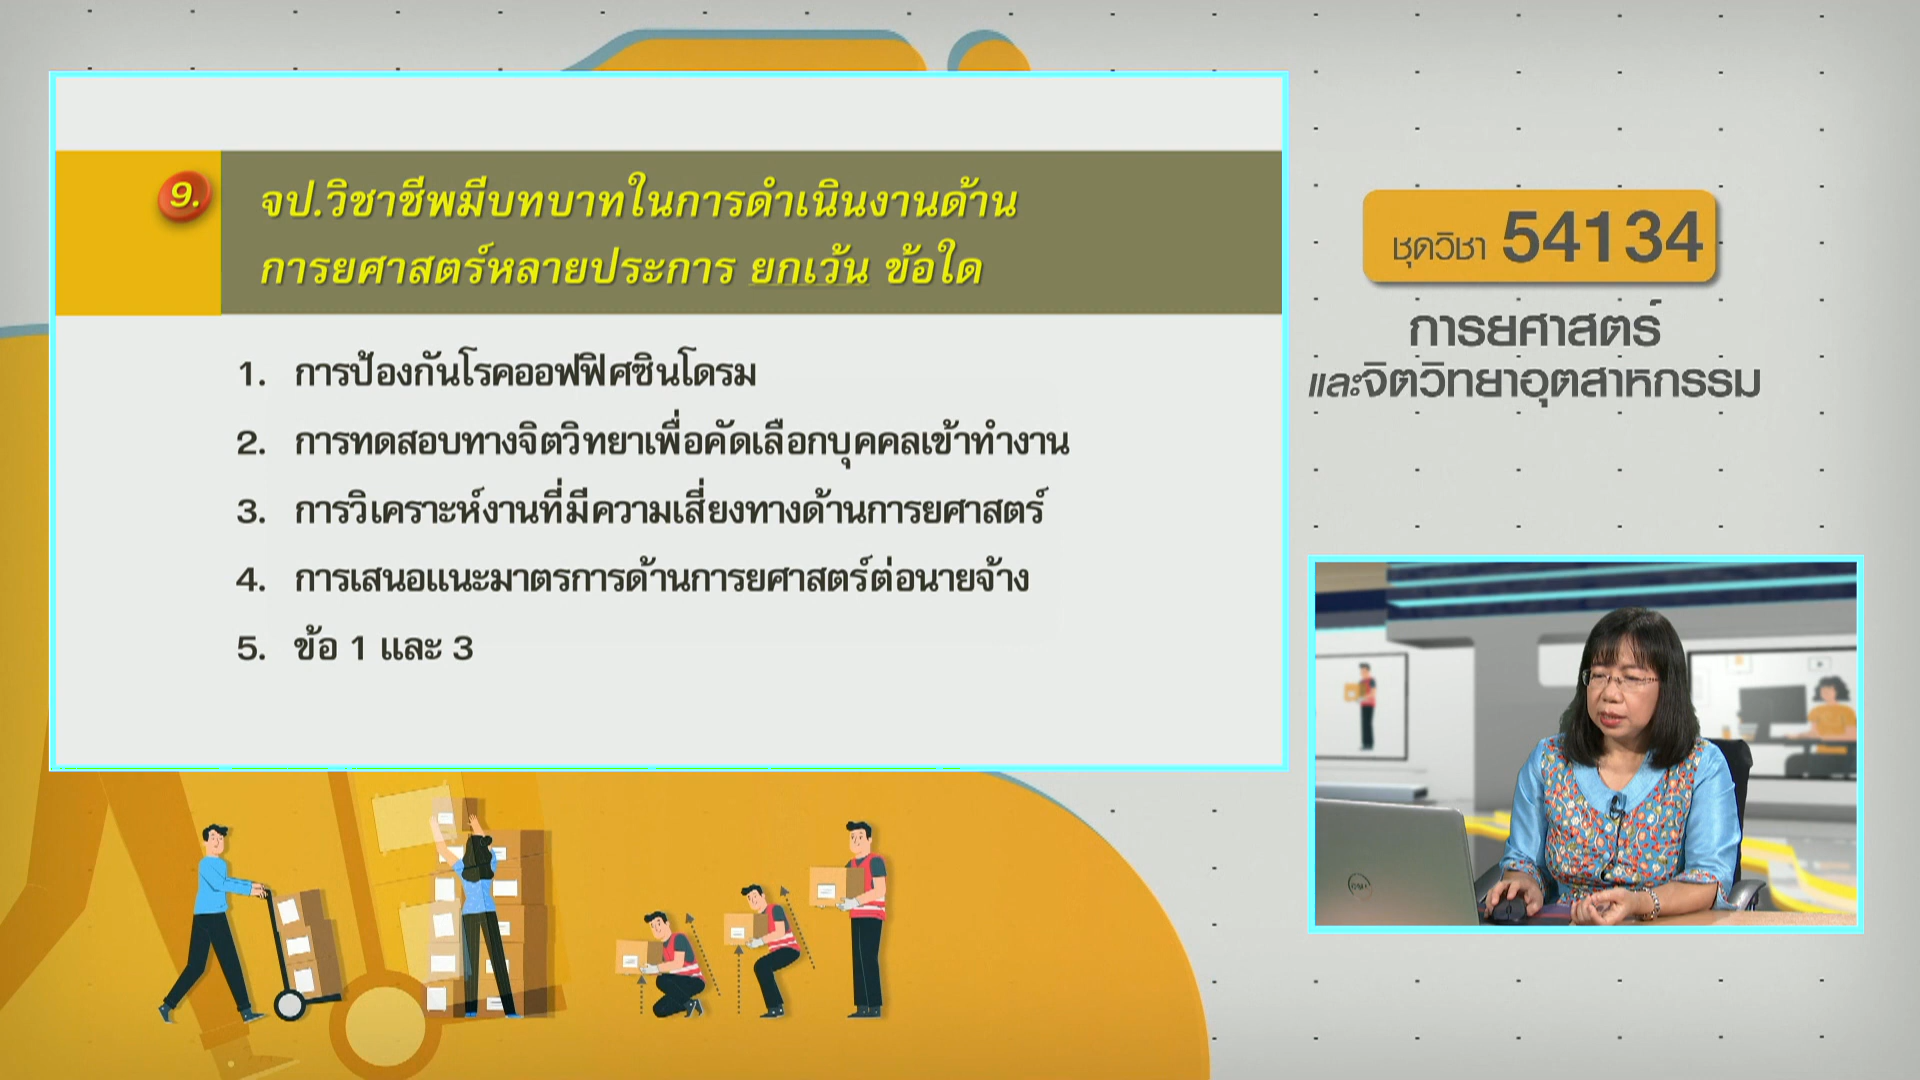 9.
จป.วิชาชีพมีบทบาทในการดำเนินงานด้าน
การยศาสตร์หลายประการ ยกเว้น ข้อใด
1. การป้องกันโรคออฟฟิศซินโดรม
2. การทดสอบทางจิตวิทยาเพื่อคัดเลือกบุคคลเข้าทำงาน
3. การวิเคราะห์งานที่มีความเสี่ยงทางด้านการยศาสตร์
4. การเสนอแนะมาตรการด้านการยศาสตร์ต่อนายจ้าง
5. ข้อ 1 และ 3
ชุดวิชา 54134
การยศาสตร์
และจิตวิทยาอุตสาหกรรม
DELL